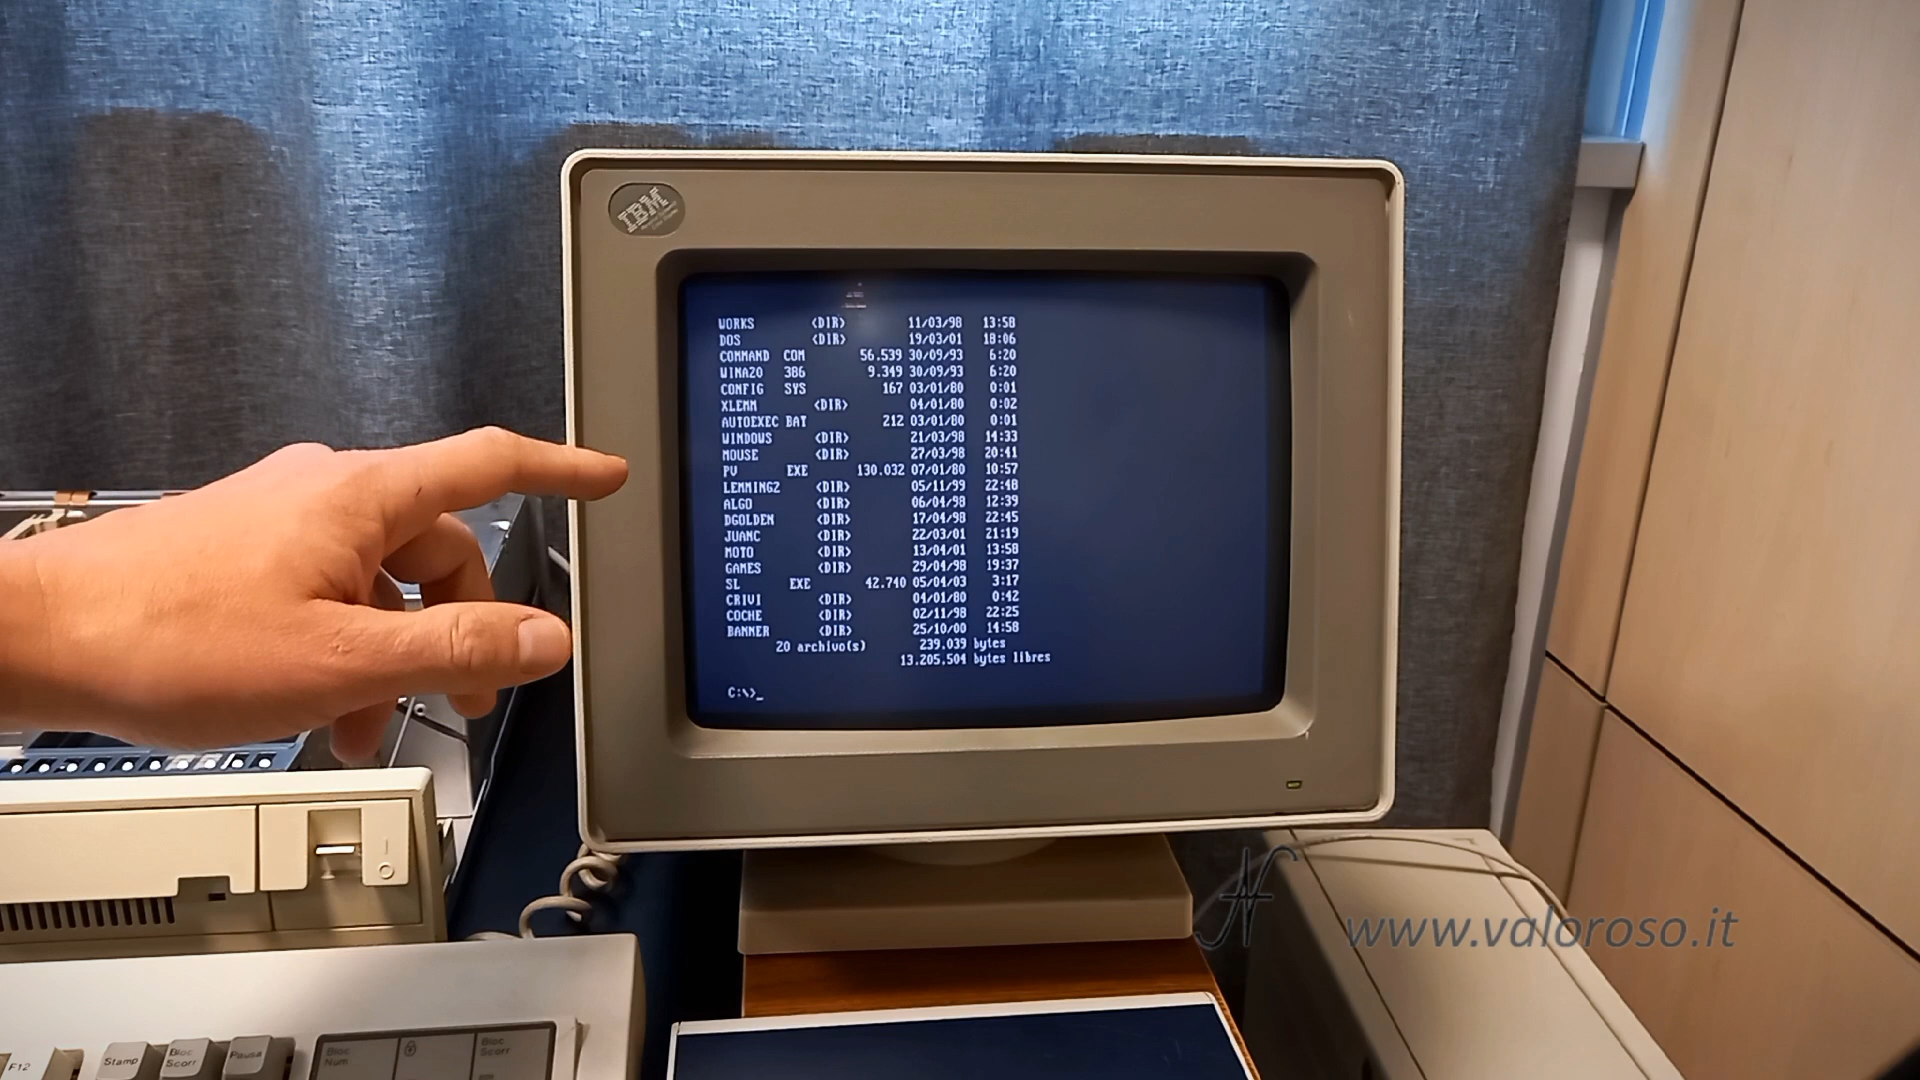 IBM
WORKS <DIR> 11/03/98 13:58
DOS <DIR> 19/03/01 18:06
COMMAND COM 56.539 30/09/93 6:20
WINA20 386 9.349 30/09/93 6:20
CONFIG SYS 167 03/01/80 0:01
XLEMM <DIR> 04/01/80 0:02
AUTOEXEC BAT 212 03/01/80 0:01
WINDOWS <DIR> 21/03/98 14:33
MOUSE <DIR> 27/03/98 20:41
PV EXE 130.032 07/01/80 10:57
LEMMING2 <DIR> 05/11/99 22:48
ALGO <DIR> 06/04/98 12:39
DGOLDEN <DIR> 17/04/98 22:45
JUANC <DIR> 22/03/01 21:19
MOTO <DIR> 13/04/01 13:58
GAMES <DIR> 29/04/98 19:37
SL EXE 42.740 05/04/03 3:17
CRIVI <DIR> 04/01/80 0:42
COCHE <DIR> 02/11/98 22:25
BANNER <DIR> 25/10/00 14:58
20 archivo(s) 239.039 bytes
13.205.504 bytes libres
C:\>_
www.valoroso.it
F12 Stamp Bloc Scorr Pausa
Bloc Num Bloc Scorr